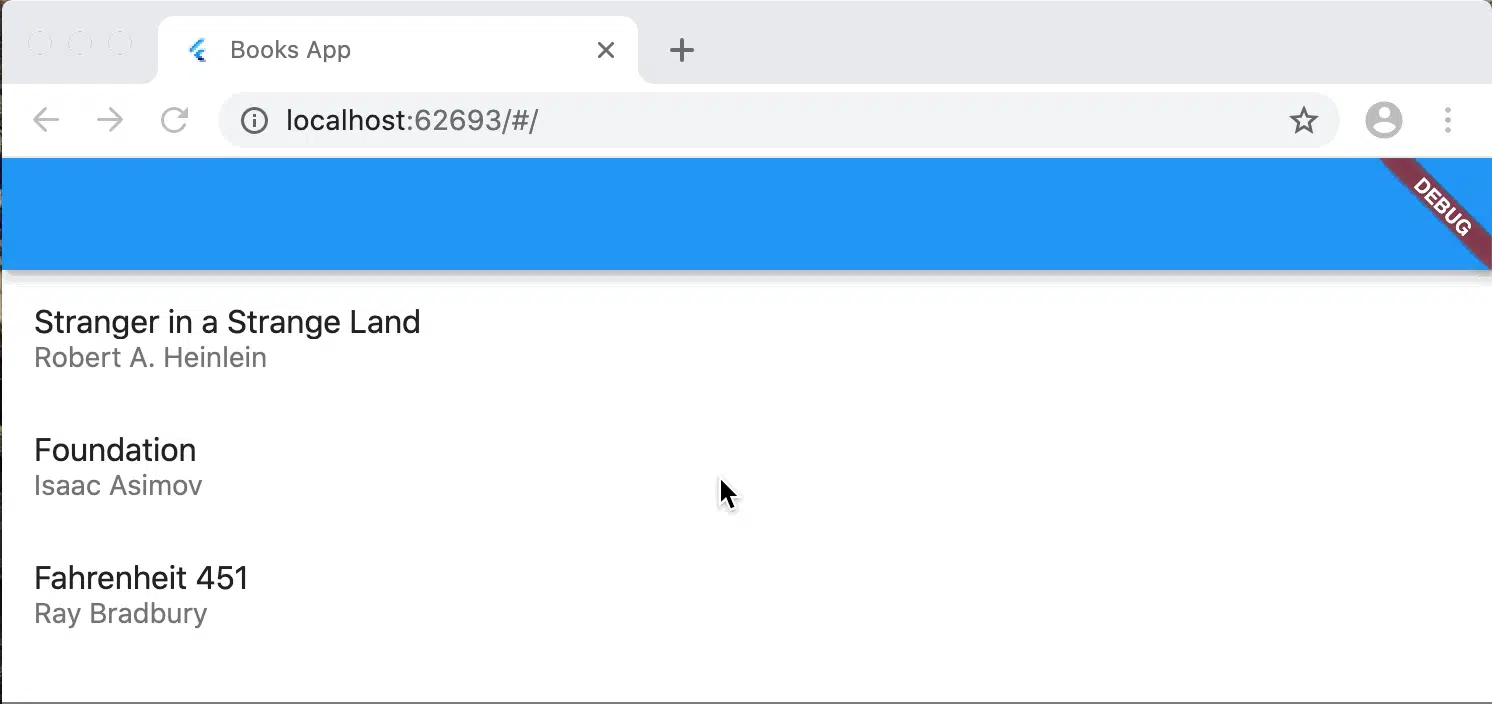 Books App
localhost:62693/#/
DEBUG
Stranger in a Strange Land
Robert A. Heinlein
Foundation
Isaac Asimov
Fahrenheit 451
Ray Bradbury